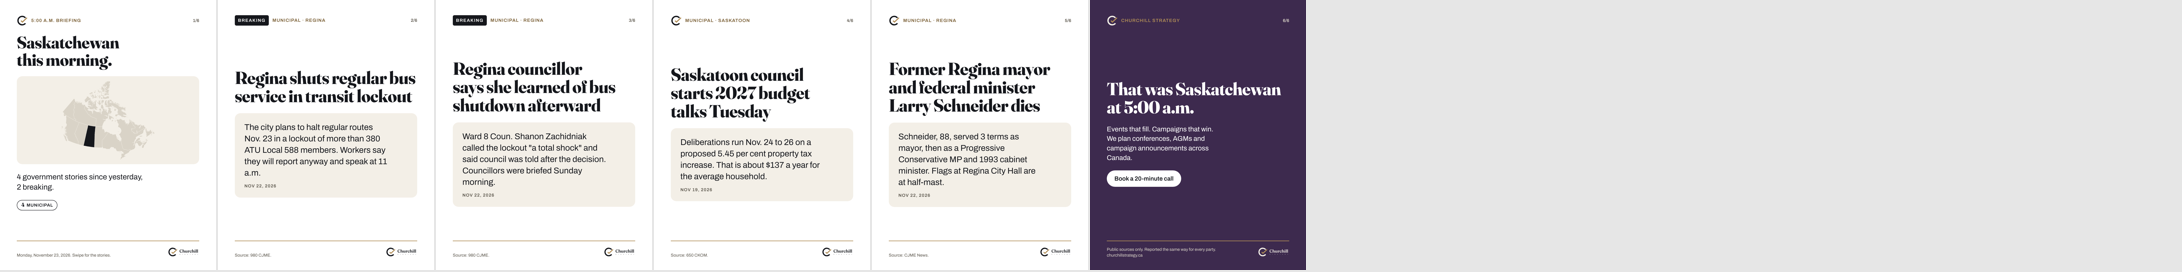 5:00 A.M. BRIEFING
1/6
Saskatchewan
this morning.
4 government stories since yesterday,
2 breaking.
4 MUNICIPAL
Monday, November 23, 2026. Swipe for the stories.
Churchill
BREAKING
MUNICIPAL · REGINA
2/6
Regina shuts regular bus
service in transit lockout
The city plans to halt regular routes
Nov. 23 in a lockout of more than 380
ATU Local 588 members. Workers say
they will report anyway and speak at 11
a.m.
NOV 22, 2026
Source: 980 CJME.
Churchill
BREAKING
MUNICIPAL · REGINA
3/6
Regina councillor
says she learned of bus
shutdown afterward
Ward 8 Coun. Shanon Zachidniak
called the lockout "a total shock" and
said council was told after the decision.
Councillors were briefed Sunday
morning.
NOV 22, 2026
Source: 980 CJME.
Churchill
MUNICIPAL · SASKATOON
4/6
Saskatoon council
starts 2027 budget
talks Tuesday
Deliberations run Nov. 24 to 26 on a
proposed 5.45 per cent property tax
increase. That is about $137 a year for
the average household.
NOV 19, 2026
Source: 650 CKOM.
Churchill
MUNICIPAL · REGINA
5/6
Former Regina mayor
and federal minister
Larry Schneider dies
Schneider, 88, served 3 terms as
mayor, then as a Progressive
Conservative MP and 1993 cabinet
minister. Flags at Regina City Hall are
at half-mast.
NOV 22, 2026
Source: CJME News.
Churchill
CHURCHILL STRATEGY
6/6
That was Saskatchewan
at 5:00 a.m.
Events that fill. Campaigns that win.
We plan conferences, AGMs and
campaign announcements across
Canada.
Book a 20-minute call
Public sources only. Reported the same way for every party.
churchillstrategy.ca
Churchill